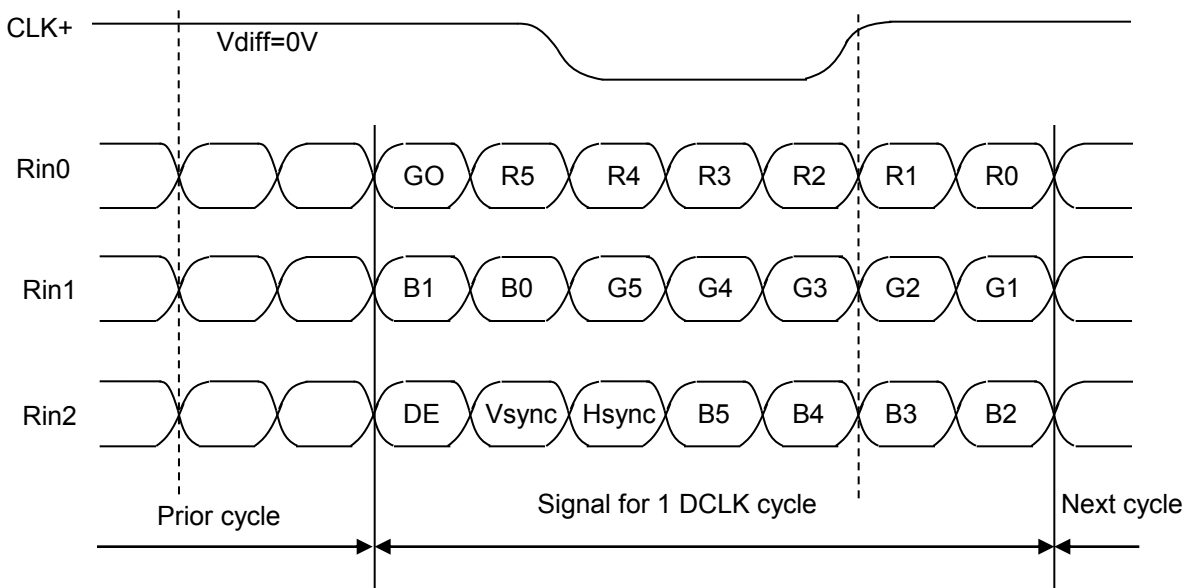 CLK+
Vdiff=0V
Rin0 GO R5 R4 R3 R2 R1 R0
Rin1 B1 B0 G5 G4 G3 G2 G1
Rin2 DE Vsync Hsync B5 B4 B3 B2
Prior cycle Signal for 1 DCLK cycle Next cycle